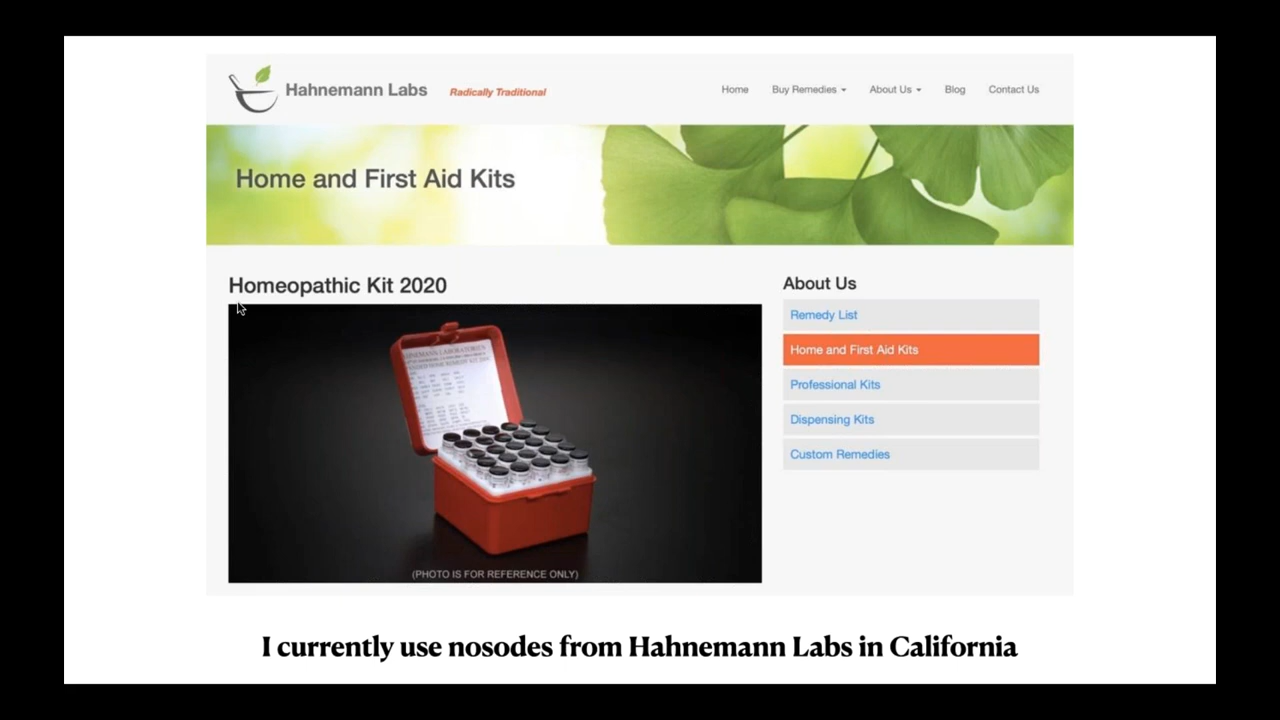 Hahnemann Labs
Radically Traditional
Home
Buy Remedies
About Us
Blog
Contact Us
Home and First Aid Kits
Homeopathic Kit 2020
(PHOTO IS FOR REFERENCE ONLY)
About Us
Remedy List
Home and First Aid Kits
Professional Kits
Dispensing Kits
Custom Remedies
I currently use nosodes from Hahnemann Labs in California